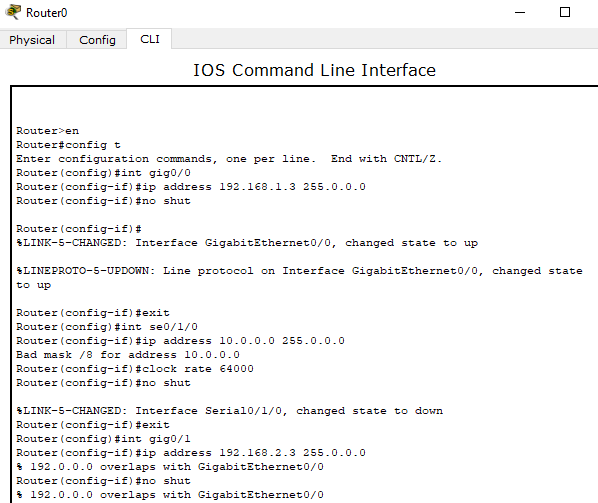 Router0
Physical Config CLI
IOS Command Line Interface
Router>en
Router#config t
Enter configuration commands, one per line.  End with CNTL/Z.
Router(config)#int gig0/0
Router(config-if)#ip address 192.168.1.3 255.0.0.0
Router(config-if)#no shut
Router(config-if)#
%LINK-5-CHANGED: Interface GigabitEthernet0/0, changed state to up
%LINEPROTO-5-UPDOWN: Line protocol on Interface GigabitEthernet0/0, changed state
to up
Router(config-if)#exit
Router(config)#int se0/1/0
Router(config-if)#ip address 10.0.0.0 255.0.0.0
Bad mask /8 for address 10.0.0.0
Router(config-if)#clock rate 64000
Router(config-if)#no shut
%LINK-5-CHANGED: Interface Serial0/1/0, changed state to down
Router(config-if)#exit
Router(config)#int gig0/1
Router(config-if)#ip address 192.168.2.3 255.0.0.0
% 192.0.0.0 overlaps with GigabitEthernet0/0
Router(config-if)#no shut
% 192.0.0.0 overlaps with GigabitEthernet0/0